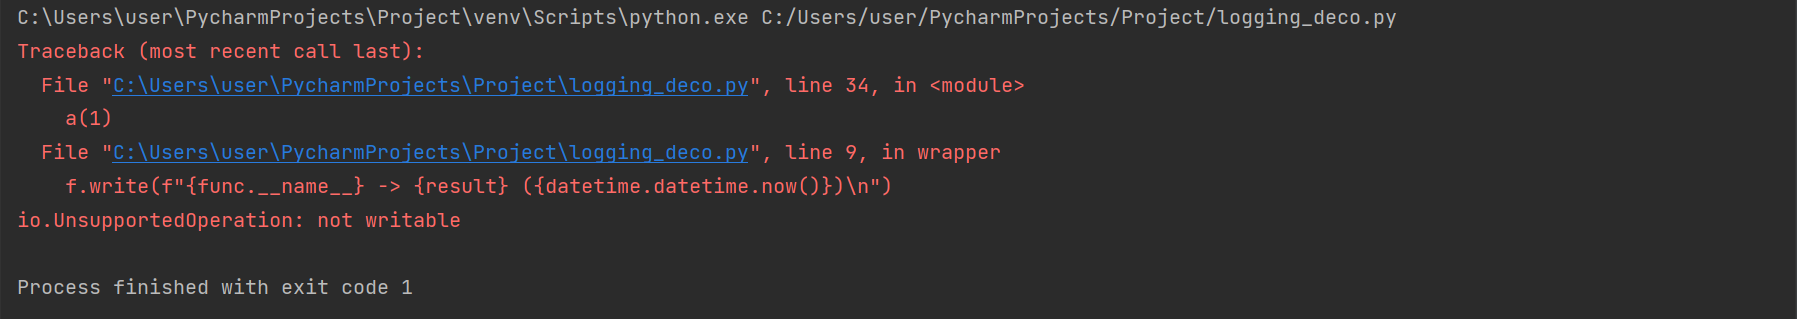 C:\Users\user\PycharmProjects\Project\venv\Scripts\python.exe C:/Users/user/PycharmProjects/Project/logging_deco.py
Traceback (most recent call last):
  File "C:\Users\user\PycharmProjects\Project\logging_deco.py", line 34, in <module>
    a(1)
  File "C:\Users\user\PycharmProjects\Project\logging_deco.py", line 9, in wrapper
    f.write(f"{func.__name__} -> {result} ({datetime.datetime.now()})\n")
io.UnsupportedOperation: not writable
Process finished with exit code 1